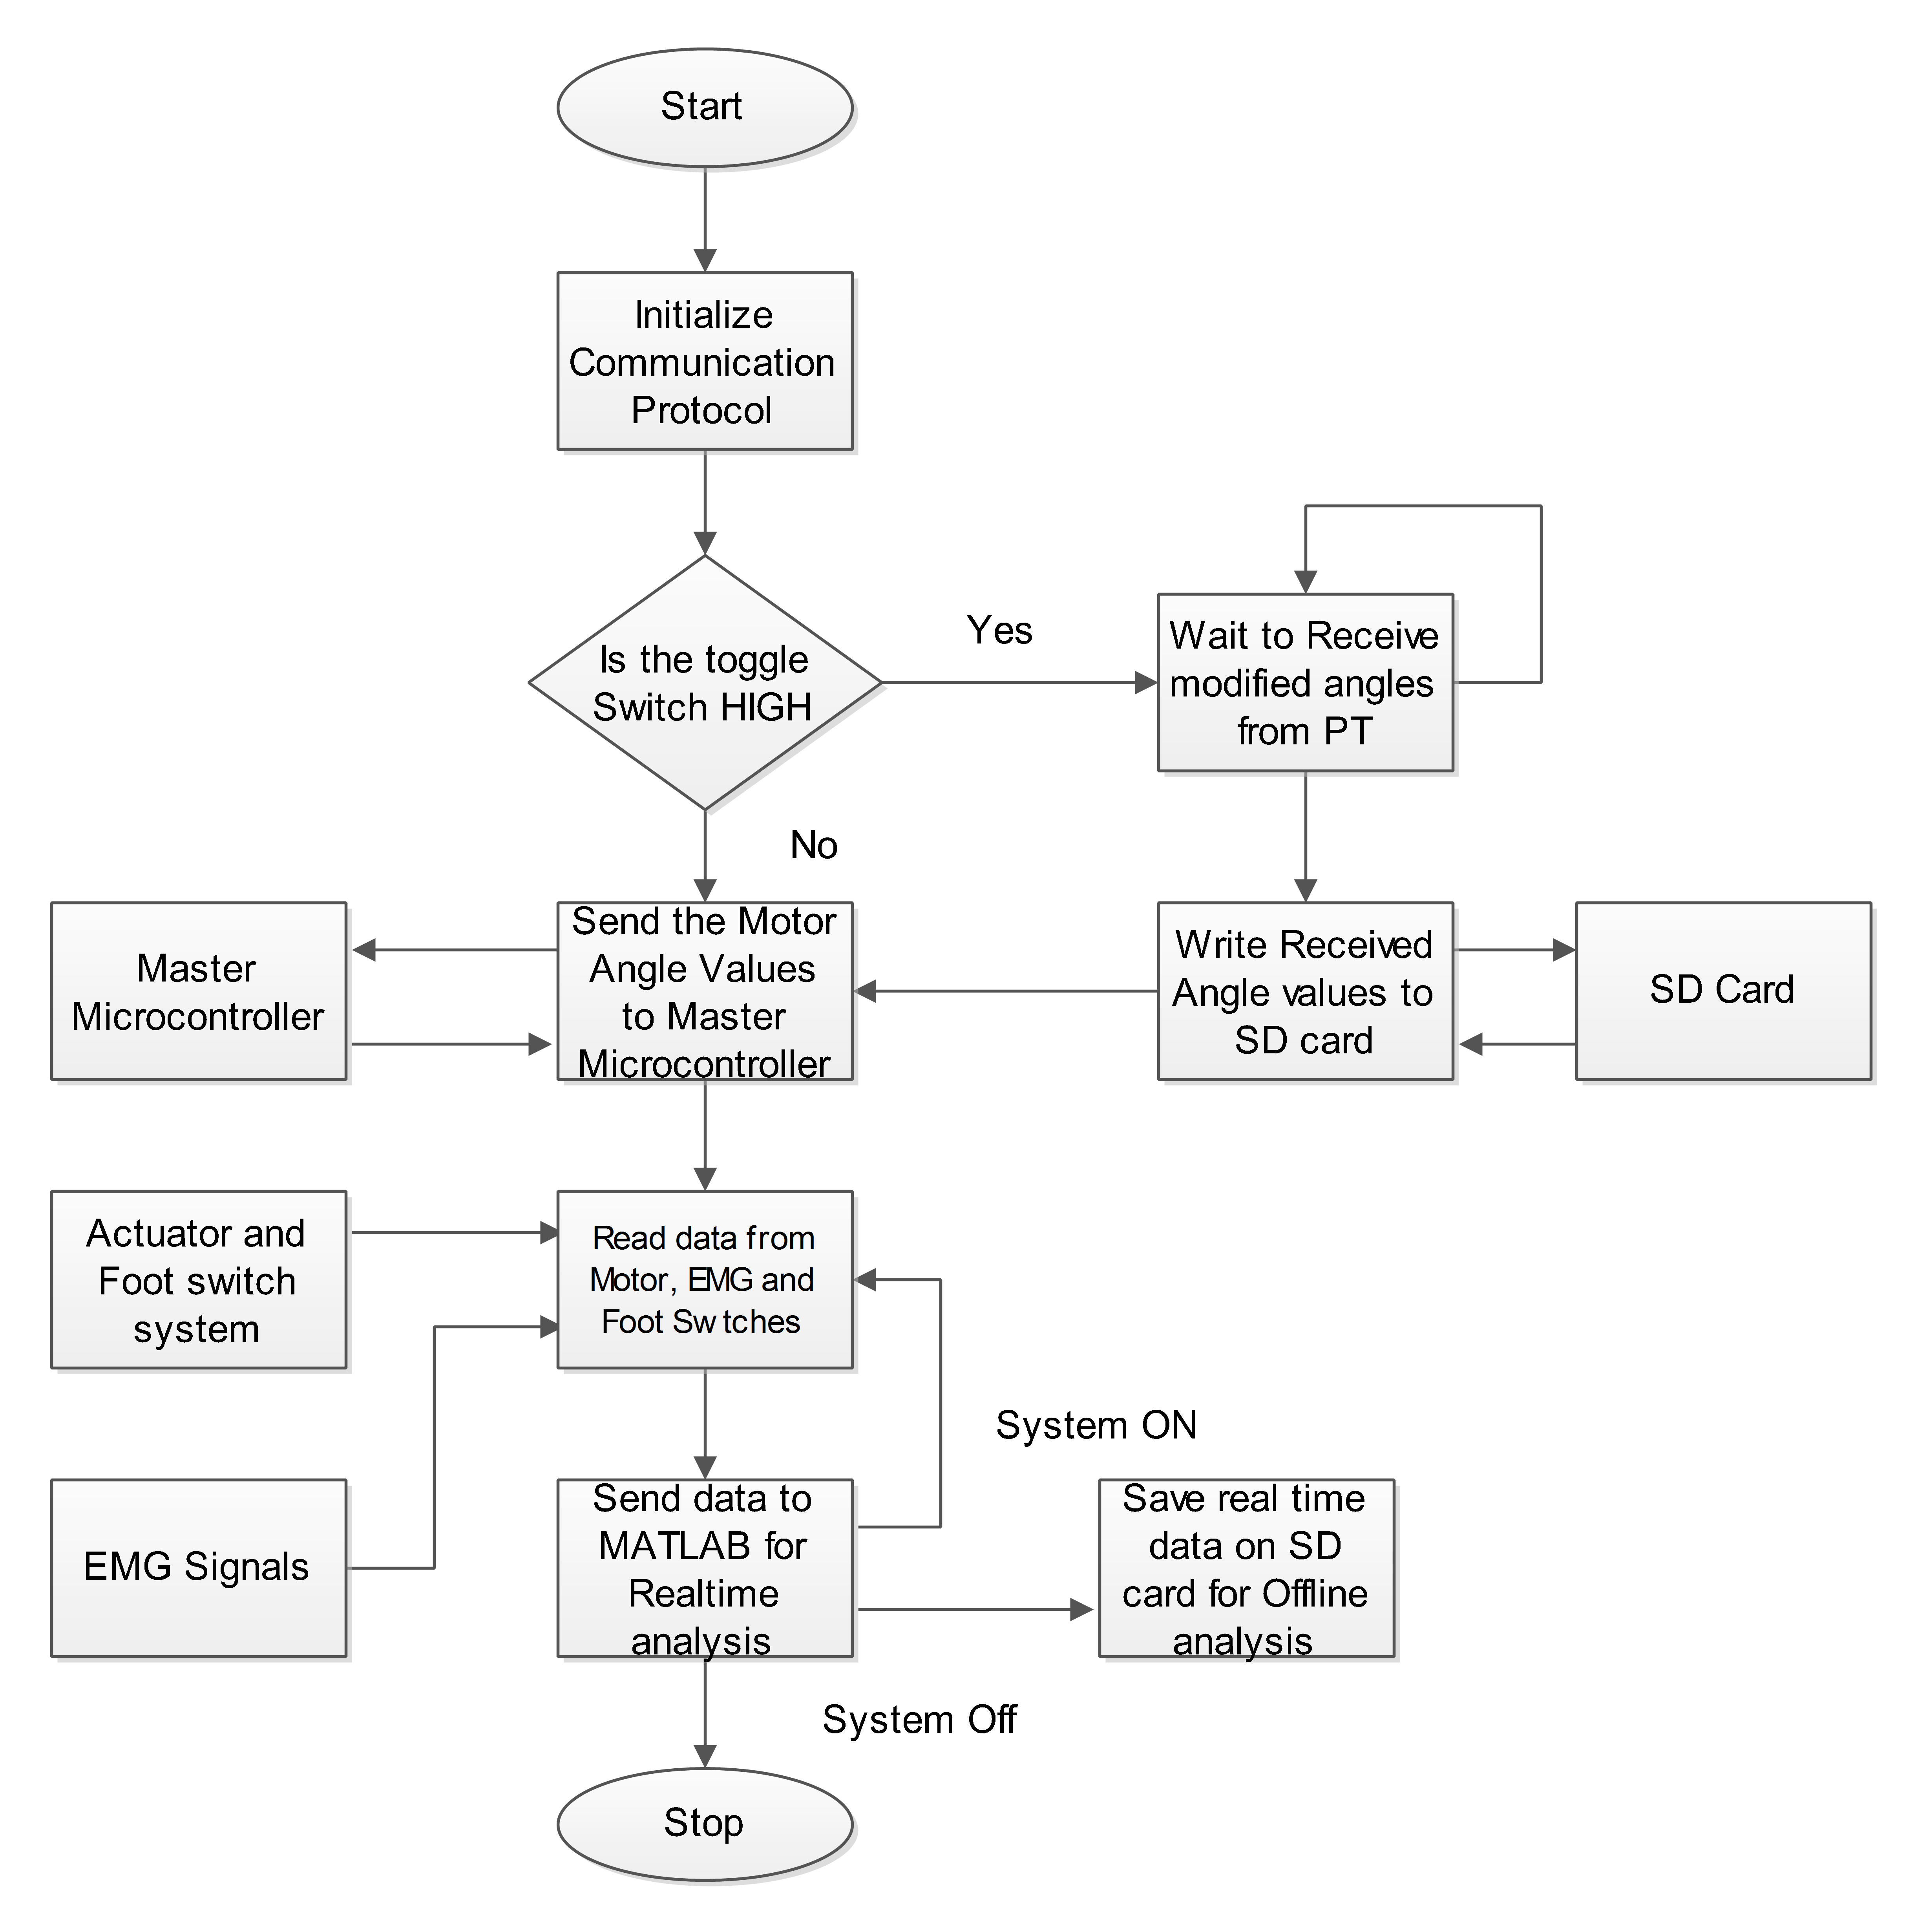 Start
Initialize
Communication
Protocol
Is the toggle
Switch HIGH
Yes
Wait to Receive
modified angles
from PT
No
Master
Microcontroller
Send the Motor
Angle Values
to Master
Microcontroller
Write Received
Angle values to
SD card
SD Card
Actuator and
Foot switch
system
Read data from
Motor, EMG and
Foot Switches
System ON
EMG Signals
Send data to
MATLAB for
Realtime
analysis
Save real time
data on SD
card for Offline
analysis
System Off
Stop